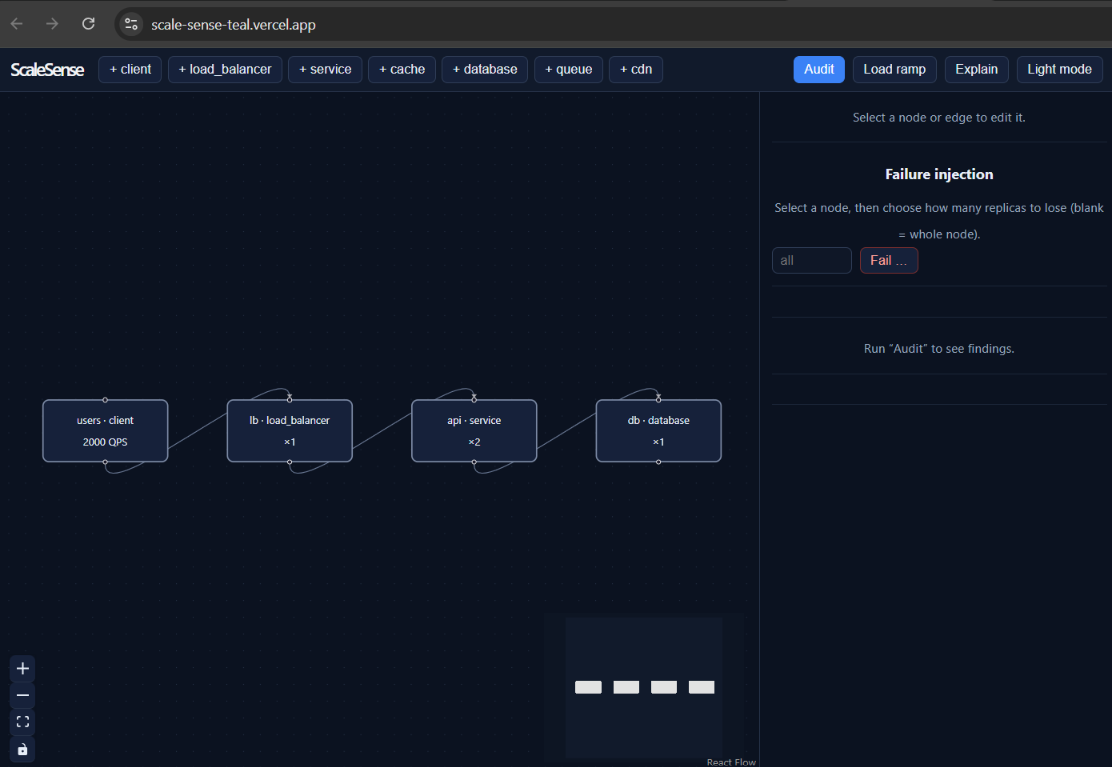 scale-sense-teal.vercel.app
ScaleSense
+ client
+ load_balancer
+ service
+ cache
+ database
+ queue
+ cdn
Audit
Load ramp
Explain
Light mode
Select a node or edge to edit it.
Failure injection
Select a node, then choose how many replicas to lose (blank
= whole node).
all
Fail …
Run “Audit” to see findings.
users · client
2000 QPS
lb · load_balancer
×1
api · service
×2
db · database
×1
React Flow